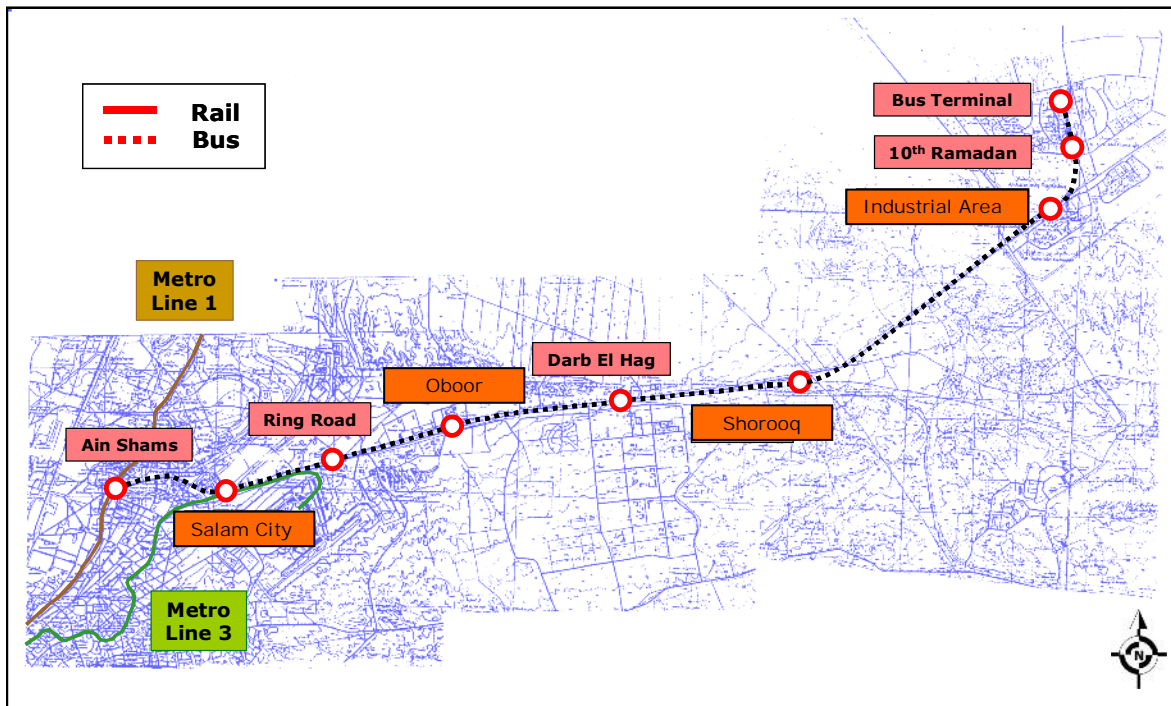 Rail
Bus
Bus Terminal
10th Ramadan
Industrial Area
Metro
Line 1
Darb El Hag
Oboor
Ring Road
Shorooq
Ain Shams
Salam City
Metro
Line 3
N